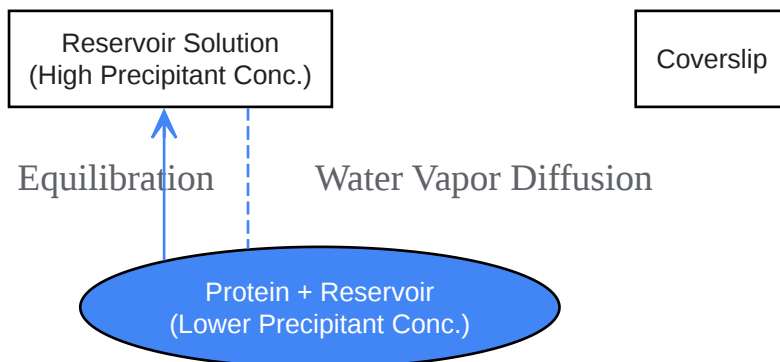 Reservoir Solution
(High Precipitant Conc.)
Coverslip
Equilibration
Water Vapor Diffusion
Protein + Reservoir
(Lower Precipitant Conc.)